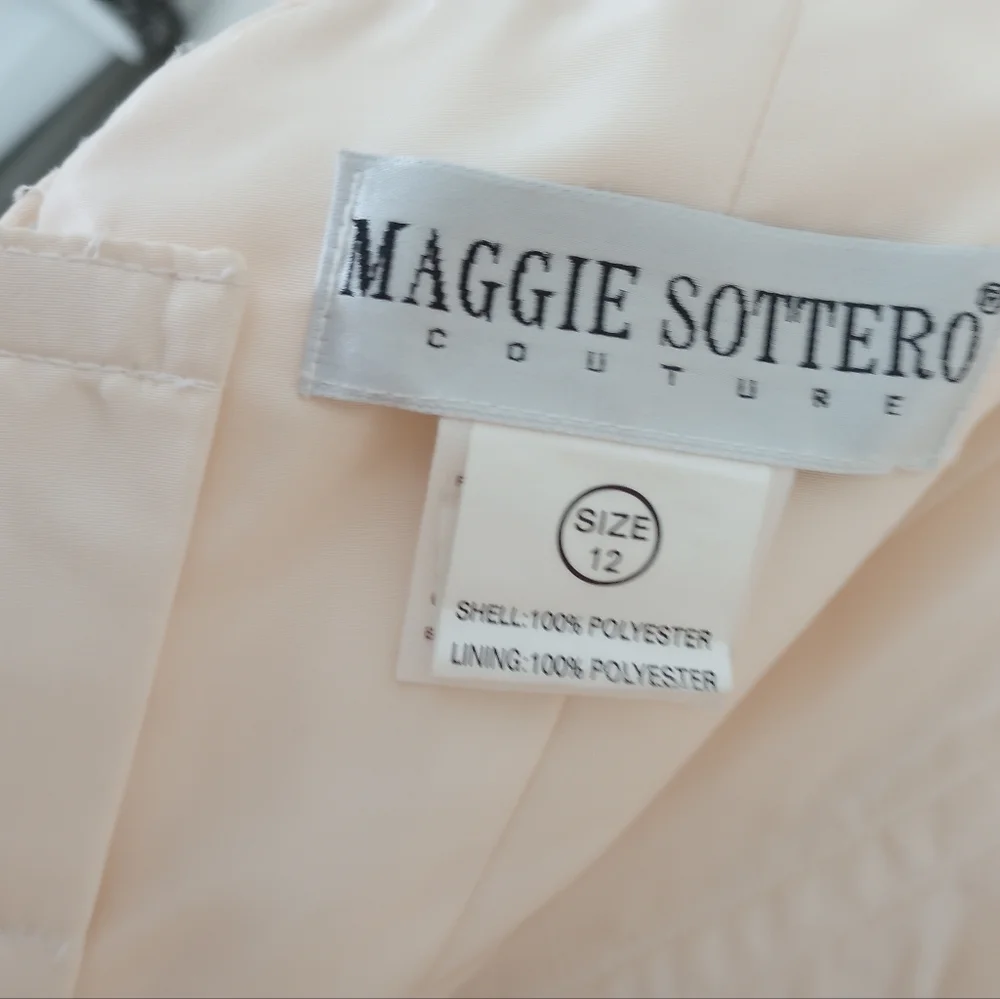 MAGGIE SOTTERO®
COUTURE
SIZE
12
SHELL:100% POLYESTER
LINING:100% POLYESTER